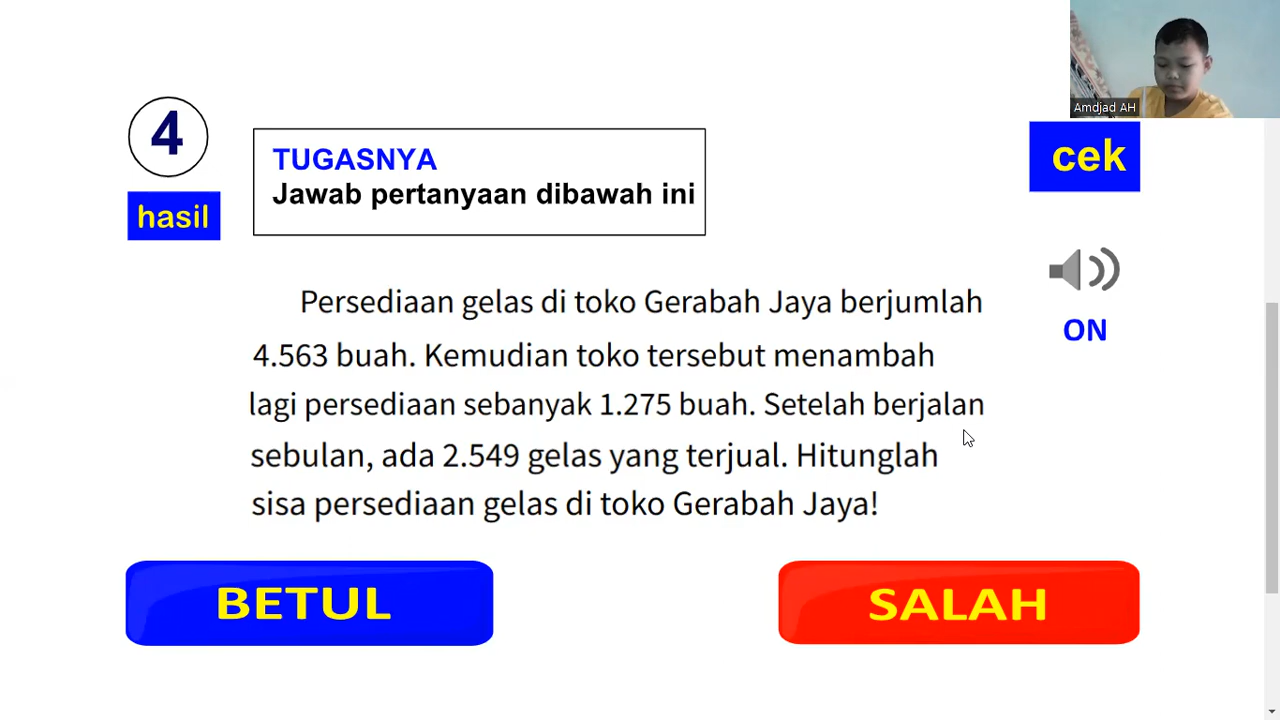 Amdjad AH
4
TUGASNYA
Jawab pertanyaan dibawah ini
hasil
cek
ON
Persediaan gelas di toko Gerabah Jaya berjumlah
4.563 buah. Kemudian toko tersebut menambah
lagi persediaan sebanyak 1.275 buah. Setelah berjalan
sebulan, ada 2.549 gelas yang terjual. Hitunglah
sisa persediaan gelas di toko Gerabah Jaya!
BETUL
SALAH